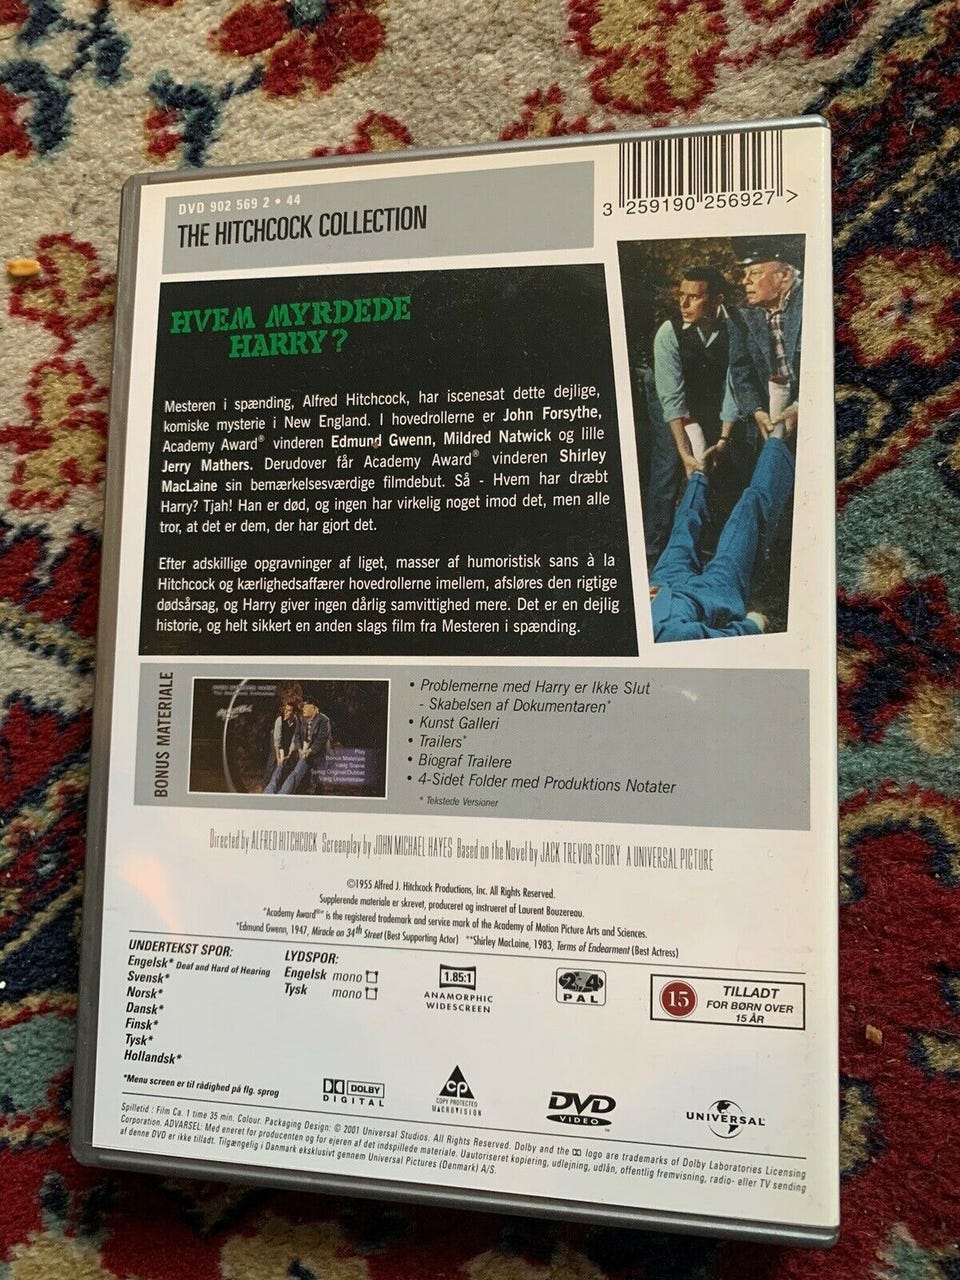 DVD 902 569 2 • 44
THE HITCHCOCK COLLECTION
3 259190 256927 >
HVEM MYRDEDE
HARRY?
Mesteren i spænding, Alfred Hitchcock, har iscenesat dette dejlige,
komiske mysterie i New England. I hovedrollerne er John Forsythe,
Academy Award® vinderen Edmund Gwenn, Mildred Natwick og lille
Jerry Mathers. Derudover får Academy Award® vinderen Shirley
MacLaine sin bemærkelsesværdige filmdebut. Så - Hvem har dræbt
Harry? Tjah! Han er død, og ingen har virkelig noget imod det, men alle
tror, at det er dem, der har gjort det.
Efter adskillige opgravninger af liget, masser af humoristisk sans à la
Hitchcock og kærlighedsaffærer hovedrollerne imellem, afsløres den rigtige
dødsårsag, og Harry giver ingen dårlig samvittighed mere. Det er en dejlig
historie, og helt sikkert en anden slags film fra Mesteren i spænding.
BONUS MATERIALE
Play
Bonus Materiale
Vælg Scene
Sprog Original/Dubbet
Vælg Undertekster
• Problemerne med Harry er Ikke Slut
- Skabelsen af Dokumentaren*
• Kunst Galleri
• Trailers*
• Biograf Trailere
• 4-Sidet Folder med Produktions Notater
* Tekstede Versioner
Directed by ALFRED HITCHCOCK Screenplay by JOHN MICHAEL HAYES Based on the Novel by JACK TREVOR STORY A UNIVERSAL PICTURE
©1955 Alfred J. Hitchcock Productions, Inc. All Rights Reserved.
Supplerende materiale er skrevet, produceret og instrueret af Laurent Bouzereau.
"Academy Award®" is the registered trademark and service mark of the Academy of Motion Picture Arts and Sciences.
*Edmund Gwenn, 1947, Miracle on 34th Street (Best Supporting Actor) **Shirley MacLaine, 1983, Terms of Endearment (Best Actress)
UNDERTEKST SPOR:
Engelsk* Deaf and Hard of Hearing
Svensk*
Norsk*
Dansk*
Finsk*
Tysk*
Hollandsk*
*Menu screen er til rådighed på flg. sprog
LYDSPOR:
Engelsk mono
Tysk mono
1.85:1
ANAMORPHIC
WIDESCREEN
2 4
PAL
15
TILLADT
FOR BØRN OVER
15 ÅR
DOLBY
DIGITAL
CP
COPY PROTECTED
MACROVISION
DVD
VIDEO
UNIVERSAL
Spilletid : Film Ca. 1 time 35 min. Colour. Packaging Design: © 2001 Universal Studios. All Rights Reserved. Dolby and the DD logo are trademarks of Dolby Laboratories Licensing
Corporation. ADVARSEL: Med eneret for producenten og for ejeren af det indspillede materiale. Uautoriseret kopiering, udlejning, udlån, offentlig fremvisning, radio- eller TV sending
af denne DVD er ikke tilladt. Tilgængelig i Danmark eksklusivt gennem Universal Pictures (Denmark) A/S.